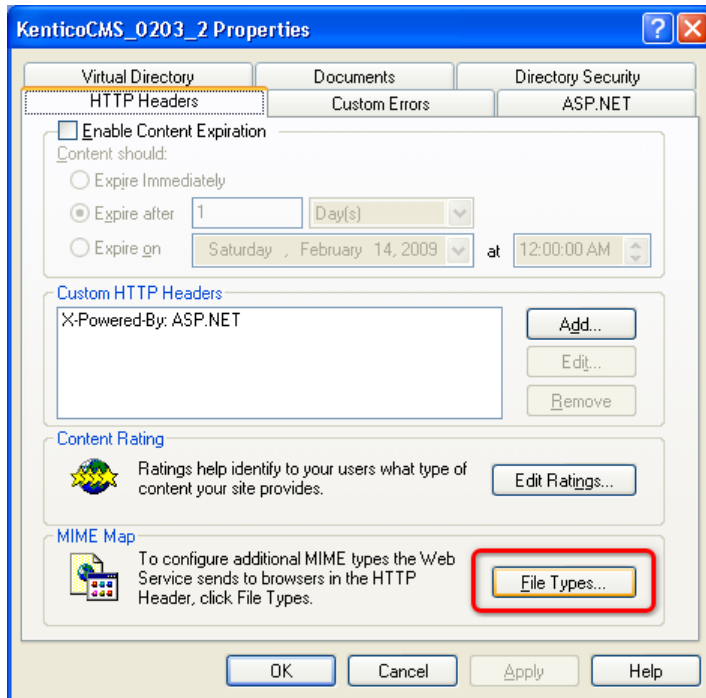 KenticoCMS_0203_2 Properties
Virtual Directory
Documents
Directory Security
HTTP Headers
Custom Errors
ASP.NET
Enable Content Expiration
Content should:
Expire Immediately
Expire after
1
Day(s)
Expire on
Saturday , February 14, 2009
at
12:00:00 AM
Custom HTTP Headers
X-Powered-By: ASP.NET
Add...
Edit...
Remove
Content Rating
Ratings help identify to your users what type of
content your site provides.
Edit Ratings...
MIME Map
To configure additional MIME types the Web
Service sends to browsers in the HTTP
Header, click File Types.
File Types...
OK
Cancel
Apply
Help